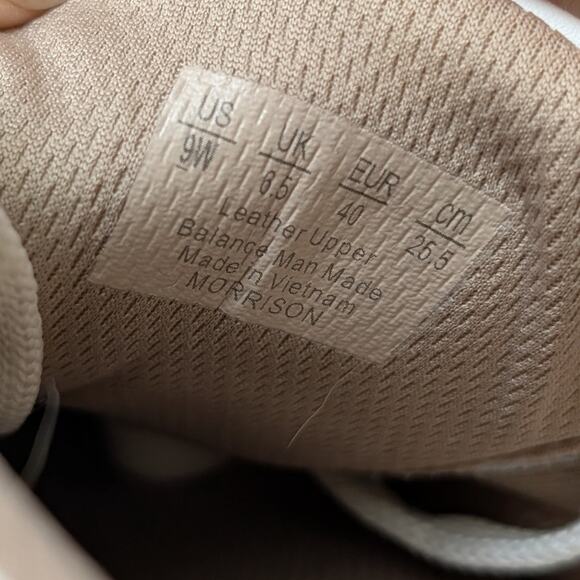 US UK EUR cm
9W 6.5 40 25.5
Leather Upper
Balance Man Made
Made in Vietnam
MORRISON